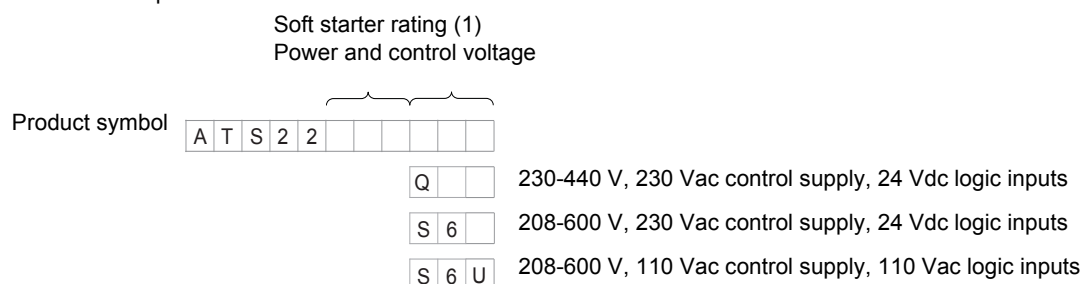 Soft starter rating (1)
Power and control voltage
Product symbol A T S 2 2
Q 230-440 V, 230 Vac control supply, 24 Vdc logic inputs
S 6 208-600 V, 230 Vac control supply, 24 Vdc logic inputs
S 6 U 208-600 V, 110 Vac control supply, 110 Vac logic inputs